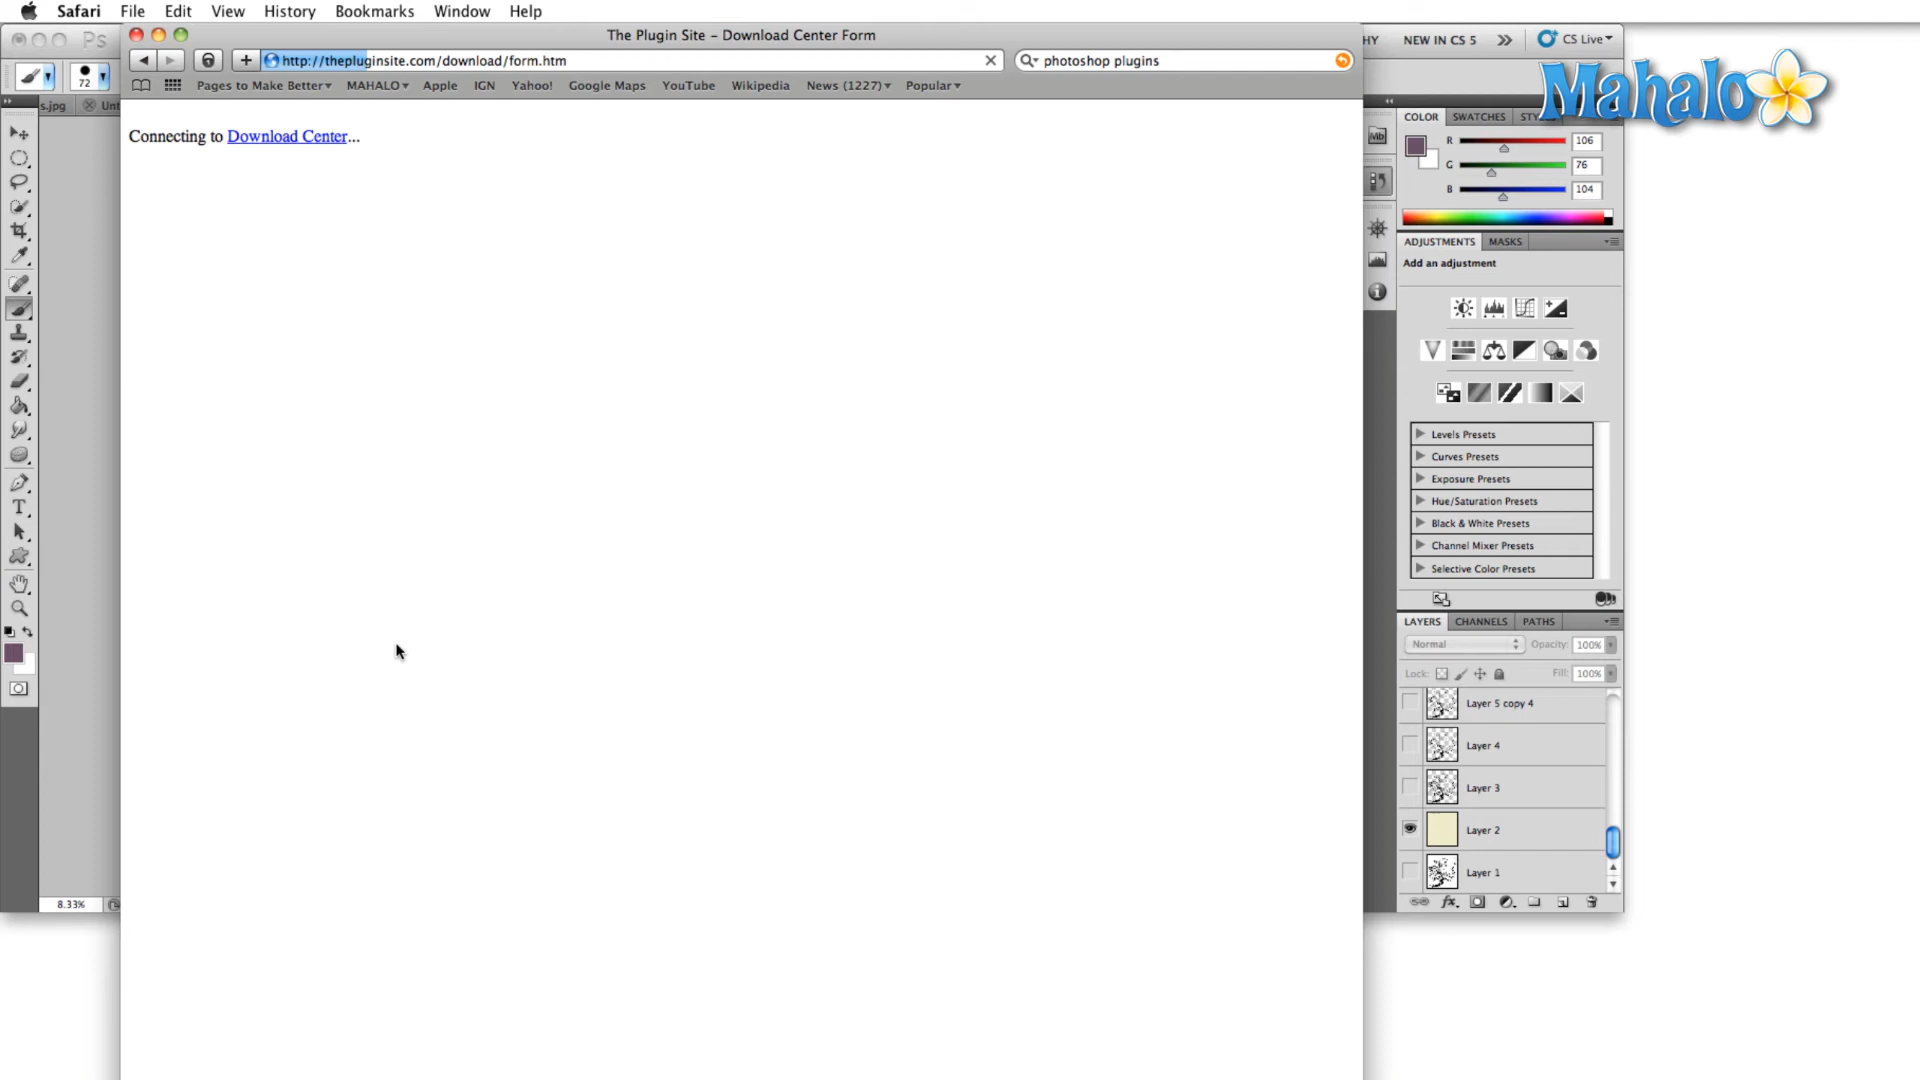 Safari File Edit View History Bookmarks Window Help
Ps
The Plugin Site – Download Center Form
NEW IN CS 5
CS Live
http://thepluginsite.com/download/form.htm
photoshop plugins
72
Pages to Make Better MAHALO Apple IGN Yahoo! Google Maps YouTube Wikipedia News (1227) Popular
Mahalo
s.jpg
Connecting to Download Center...
Mb
COLOR SWATCHES
R 106
G 76
B 104
ADJUSTMENTS MASKS
Add an adjustment
Levels Presets
Curves Presets
Exposure Presets
Hue/Saturation Presets
Black & White Presets
Channel Mixer Presets
Selective Color Presets
LAYERS CHANNELS PATHS
Normal Opacity: 100%
Lock: Fill: 100%
Layer 5 copy 4
Layer 4
Layer 3
Layer 2
Layer 1
fx
8.33%